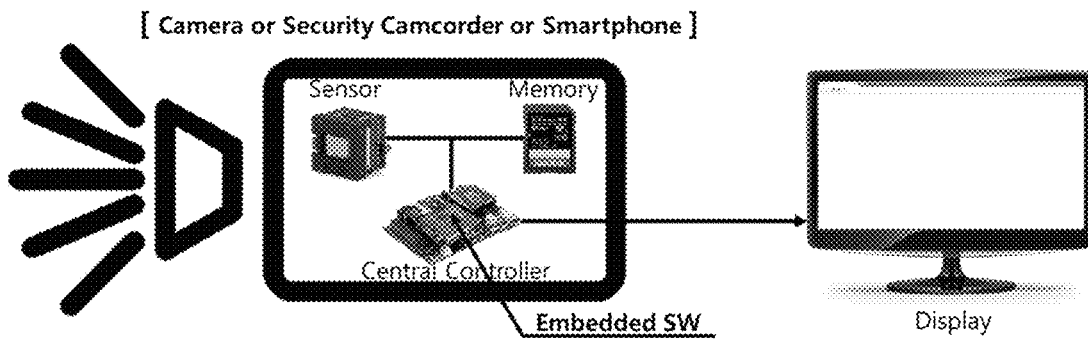 [ Camera or Security Camcorder or Smartphone ]
Sensor
Memory
Central Controller
Embedded SW
Display